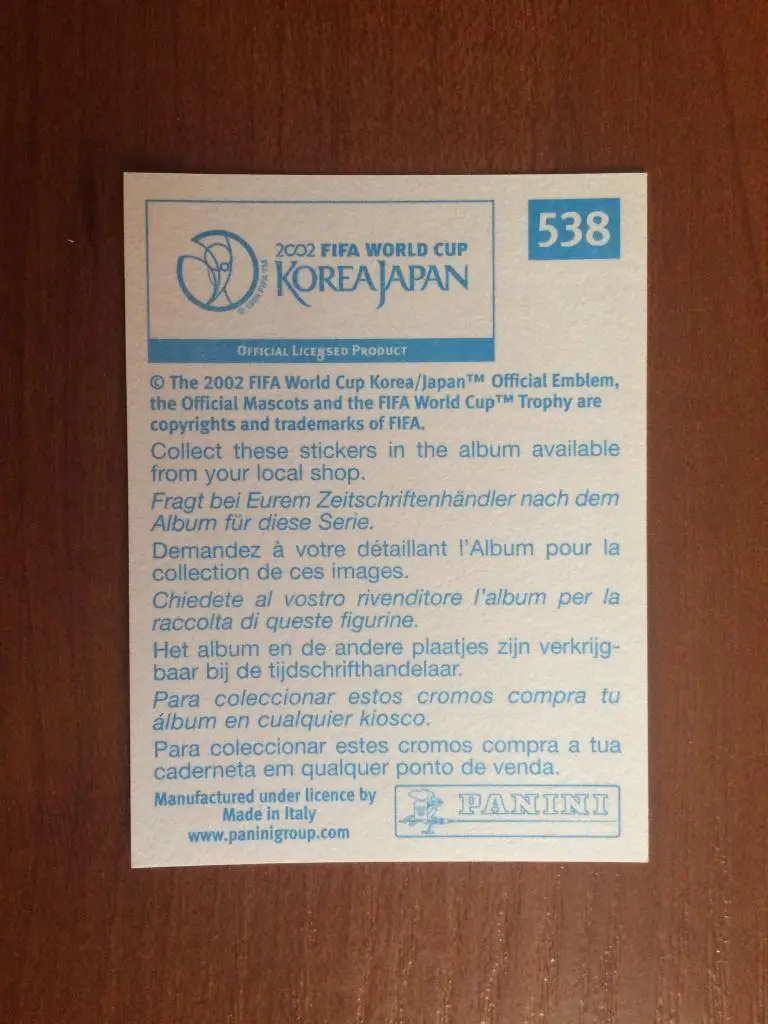 2002 FIFA WORLD CUP
KOREAJAPAN
© 1999 FIFA TM
538
OFFICIAL LICENSED PRODUCT
© The 2002 FIFA World Cup Korea/Japan™ Official Emblem,
the Official Mascots and the FIFA World Cup™ Trophy are
copyrights and trademarks of FIFA.
Collect these stickers in the album available
from your local shop.
Fragt bei Eurem Zeitschriftenhändler nach dem
Album für diese Serie.
Demandez à votre détaillant l'Album pour la
collection de ces images.
Chiedete al vostro rivenditore l'album per la
raccolta di queste figurine.
Het album en de andere plaatjes zijn verkrijg-
baar bij de tijdschrifthandelaar.
Para coleccionar estos cromos compra tu
álbum en cualquier kiosco.
Para coleccionar estes cromos compra a tua
caderneta em qualquer ponto de venda.
Manufactured under licence by
Made in Italy
www.paninigroup.com
PANINI